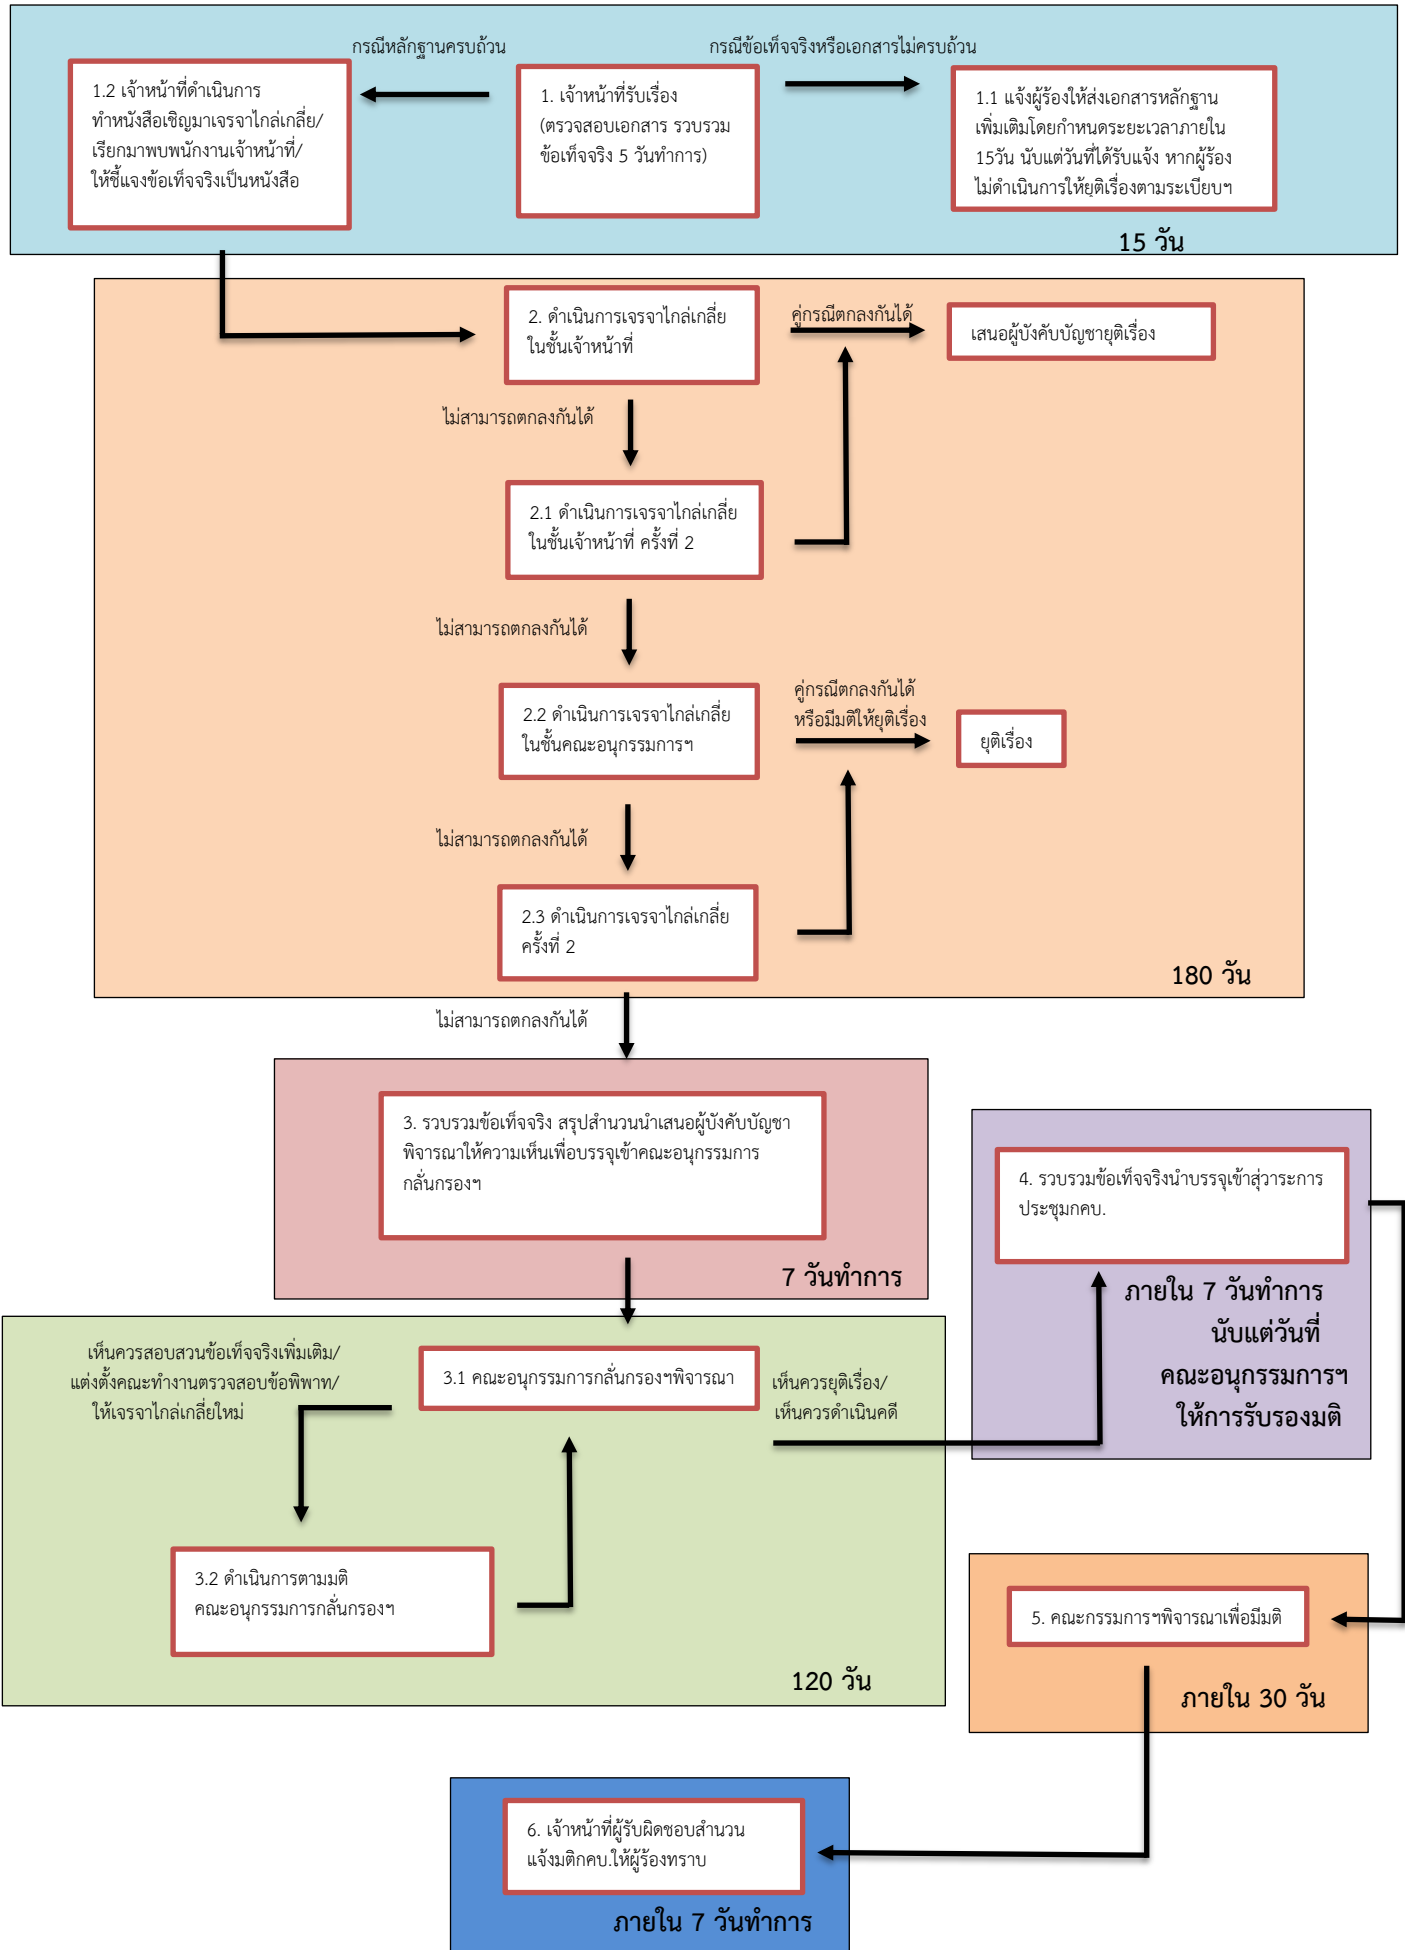 กรณีหลักฐานครบถ้วน
กรณีข้อเท็จจริงหรือเอกสารไม่ครบถ้วน
1.2 เจ้าหน้าที่ดำเนินการ
ทำหนังสือเชิญมาเจรจาไกล่เกลี่ย/
เรียกมาพบพนักงานเจ้าหน้าที่/
ให้ชี้แจงข้อเท็จจริงเป็นหนังสือ
1. เจ้าหน้าที่รับเรื่อง
(ตรวจสอบเอกสาร รวบรวม
ข้อเท็จจริง 5 วันทำการ)
1.1 แจ้งผู้ร้องให้ส่งเอกสารหลักฐาน
เพิ่มเติมโดยกำหนดระยะเวลาภายใน
15วัน นับแต่วันที่ได้รับแจ้ง หากผู้ร้อง
ไม่ดำเนินการให้ยุติเรื่องตามระเบียบฯ
15 วัน
2. ดำเนินการเจรจาไกล่เกลี่ย
ในชั้นเจ้าหน้าที่
คู่กรณีตกลงกันได้
เสนอผู้บังคับบัญชายุติเรื่อง
ไม่สามารถตกลงกันได้
2.1 ดำเนินการเจรจาไกล่เกลี่ย
ในชั้นเจ้าหน้าที่ ครั้งที่ 2
ไม่สามารถตกลงกันได้
2.2 ดำเนินการเจรจาไกล่เกลี่ย
ในชั้นคณะอนุกรรมการฯ
คู่กรณีตกลงกันได้
หรือมีมติให้ยุติเรื่อง
ยุติเรื่อง
ไม่สามารถตกลงกันได้
2.3 ดำเนินการเจรจาไกล่เกลี่ย
ครั้งที่ 2
180 วัน
ไม่สามารถตกลงกันได้
3. รวบรวมข้อเท็จจริง สรุปสำนวนนำเสนอผู้บังคับบัญชา
พิจารณาให้ความเห็นเพื่อบรรจุเข้าคณะอนุกรรมการ
กลั่นกรองฯ
7 วันทำการ
4. รวบรวมข้อเท็จจริงนำบรรจุเข้าสู่วาระการ
ประชุมกคบ.
ภายใน 7 วันทำการ
นับแต่วันที่
คณะอนุกรรมการฯ
ให้การรับรองมติ
เห็นควรสอบสวนข้อเท็จจริงเพิ่มเติม/
แต่งตั้งคณะทำงานตรวจสอบข้อพิพาท/
ให้เจรจาไกล่เกลี่ยใหม่
3.1 คณะอนุกรรมการกลั่นกรองฯพิจารณา
เห็นควรยุติเรื่อง/
เห็นควรดำเนินคดี
3.2 ดำเนินการตามมติ
คณะอนุกรรมการกลั่นกรองฯ
120 วัน
5. คณะกรรมการฯพิจารณาเพื่อมีมติ
ภายใน 30 วัน
6. เจ้าหน้าที่ผู้รับผิดชอบสำนวน
แจ้งมติกคบ.ให้ผู้ร้องทราบ
ภายใน 7 วันทำการ